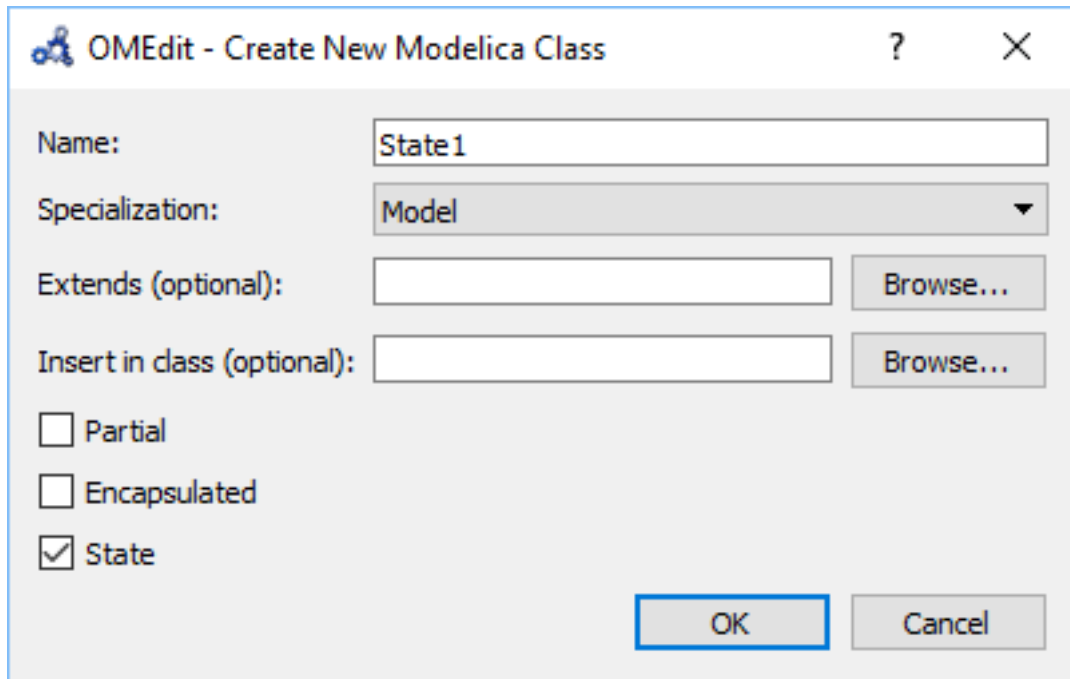 OMEdit - Create New Modelica Class ?
Name: State1
Specialization: Model
Extends (optional): Browse...
Insert in class (optional): Browse...
Partial
Encapsulated
State
OK Cancel